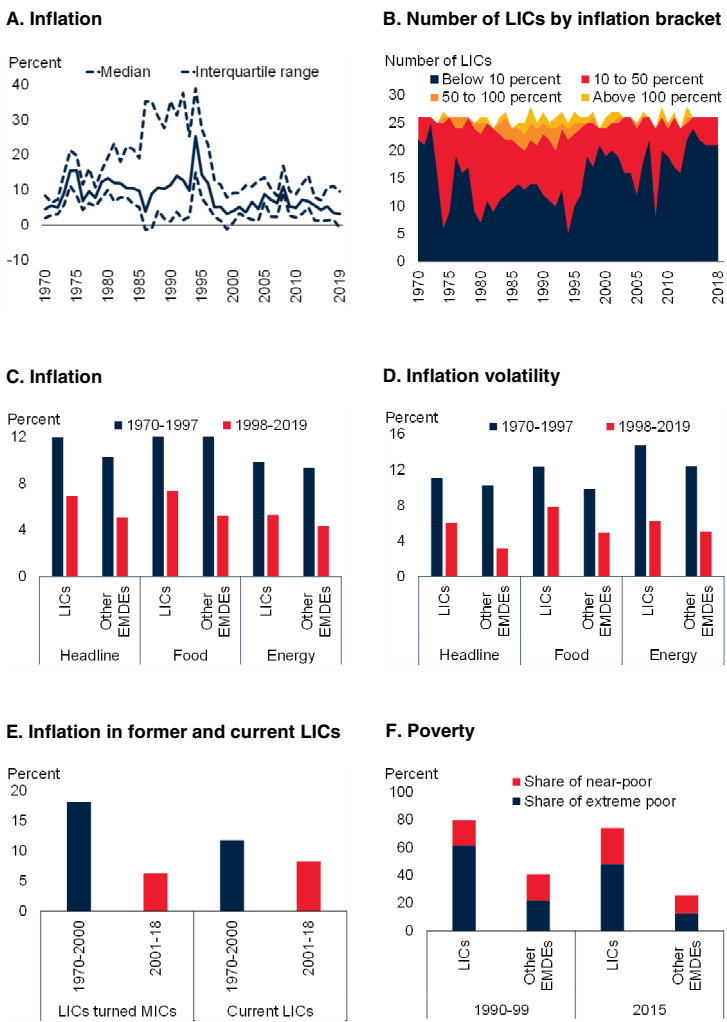 A. Inflation
Percent
Median
Interquartile range
40
30
20
10
0
-10
1970
1975
1980
1985
1990
1995
2000
2005
2010
2019
B. Number of LICs by inflation bracket
Number of LICs
Below 10 percent
10 to 50 percent
50 to 100 percent
Above 100 percent
30
25
20
15
10
5
0
1970
1975
1980
1985
1990
1995
2000
2005
2010
2018
C. Inflation
Percent
1970-1997
1998-2019
12
8
4
0
LICs
Other
EMDEs
LICs
Other
EMDEs
LICs
Other
EMDEs
Headline
Food
Energy
D. Inflation volatility
Percent
1970-1997
1998-2019
16
12
8
4
0
LICs
Other
EMDEs
LICs
Other
EMDEs
LICs
Other
EMDEs
Headline
Food
Energy
E. Inflation in former and current LICs
Percent
20
15
10
5
0
1970-2000
2001-18
1970-2000
2001-18
LICs turned MICs
Current LICs
F. Poverty
Percent
Share of near-poor
Share of extreme poor
100
80
60
40
20
0
LICs
Other
EMDEs
LICs
Other
EMDEs
1990-99
2015